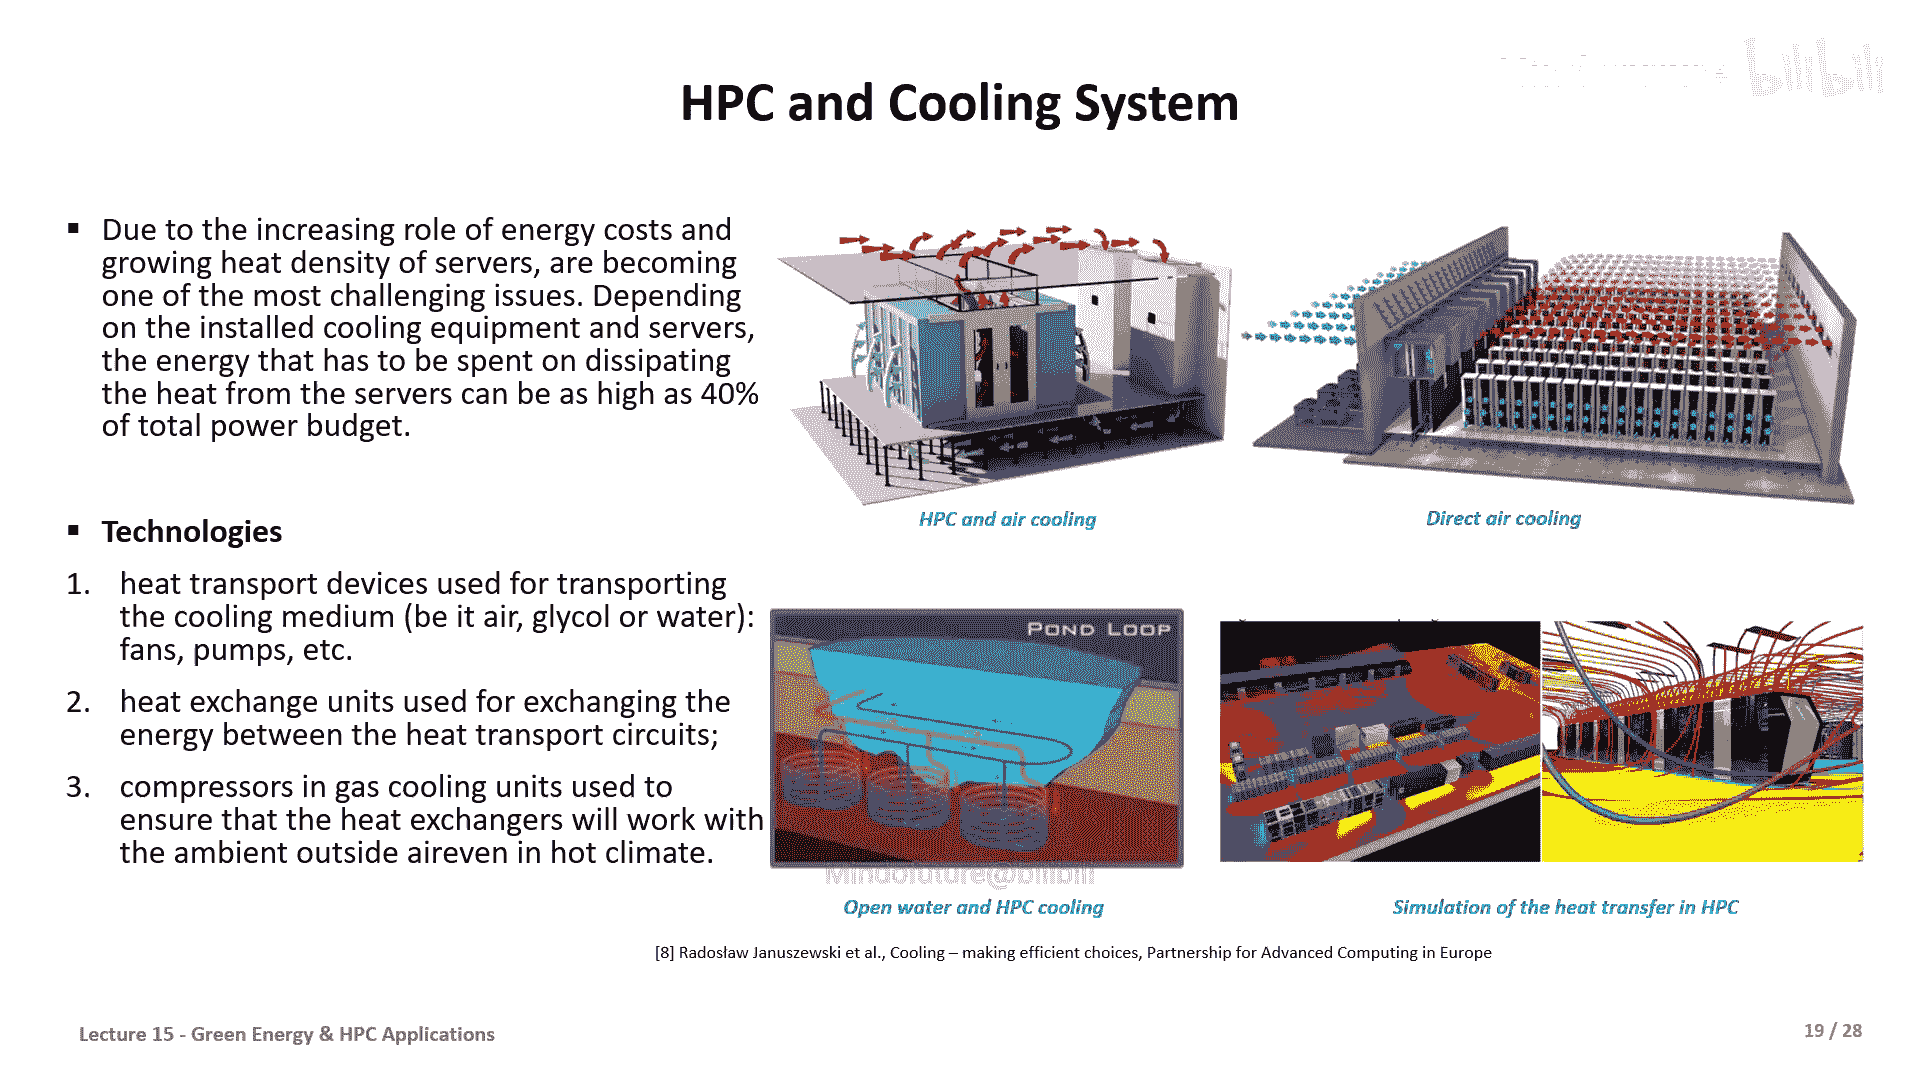 bilibili
HPC and Cooling System
▪ Due to the increasing role of energy costs and
growing heat density of servers, are becoming
one of the most challenging issues. Depending
on the installed cooling equipment and servers,
the energy that has to be spent on dissipating
the heat from the servers can be as high as 40%
of total power budget.
▪ Technologies
1. heat transport devices used for transporting
the cooling medium (be it air, glycol or water):
fans, pumps, etc.
2. heat exchange units used for exchanging the
energy between the heat transport circuits;
3. compressors in gas cooling units used to
ensure that the heat exchangers will work with
the ambient outside aireven in hot climate.
HPC and air cooling
Direct air cooling
POND LOOP
Mindofuture@bilibili
Open water and HPC cooling
Simulation of the heat transfer in HPC
[8] Radosław Januszewski et al., Cooling – making efficient choices, Partnership for Advanced Computing in Europe
Lecture 15 - Green Energy & HPC Applications
19 / 28